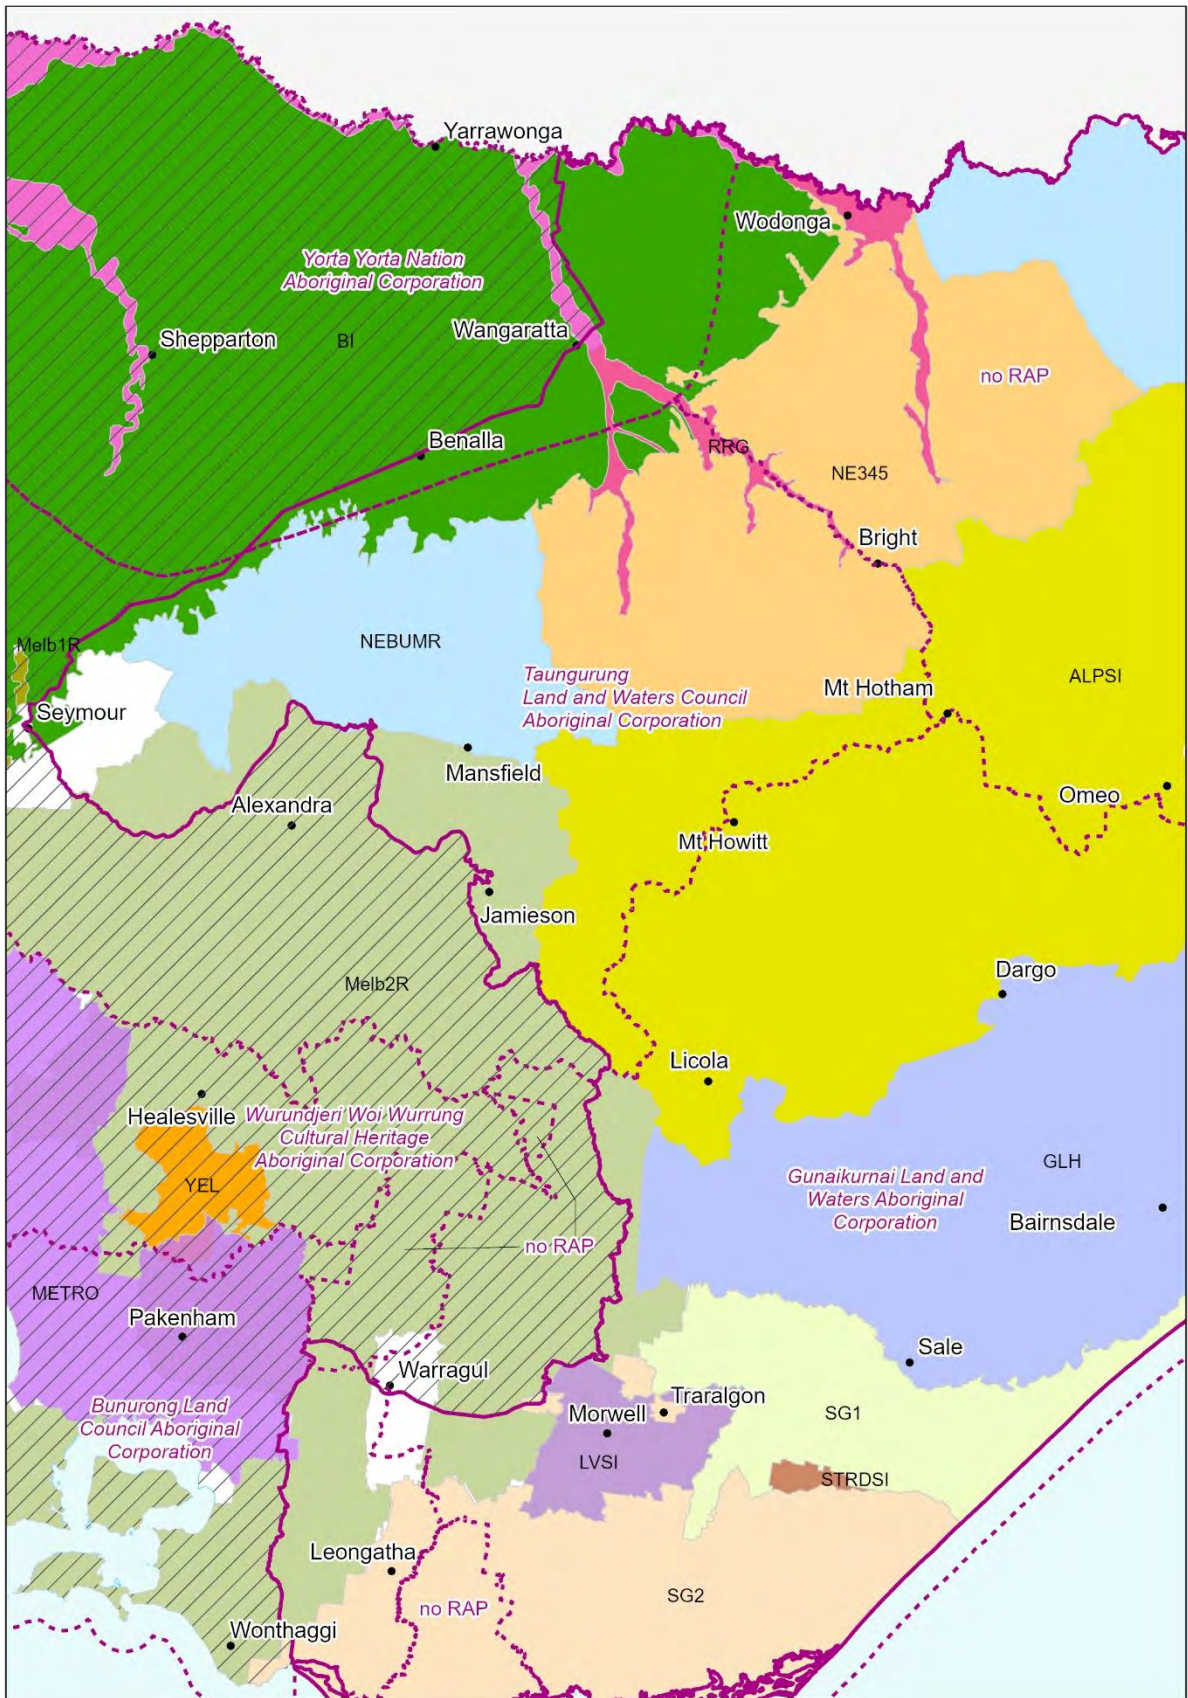 Yarrawonga
Wodonga
Yorta Yorta Nation
Aboriginal Corporation
Wangaratta
Shepparton
BI
no RAP
Benalla
RRG
NE345
Bright
Melb1R
NEBUMR
Taungurung
Land and Waters Council
Aboriginal Corporation
ALPSI
Mt Hotham
Seymour
Mansfield
Omeo
Alexandra
Mt Howitt
Jamieson
Dargo
Melb2R
Licola
Healesville
Wurundjeri Woi Wurrung
Cultural Heritage
Aboriginal Corporation
GLH
Gunaikurnai Land and
Waters Aboriginal
Corporation
YEL
Bairnsdale
no RAP
METRO
Pakenham
Sale
Warragul
Traralgon
Bunurong Land
Council Aboriginal
Corporation
Morwell
SG1
LVSI
STRDSI
Leongatha
SG2
no RAP
Wonthaggi